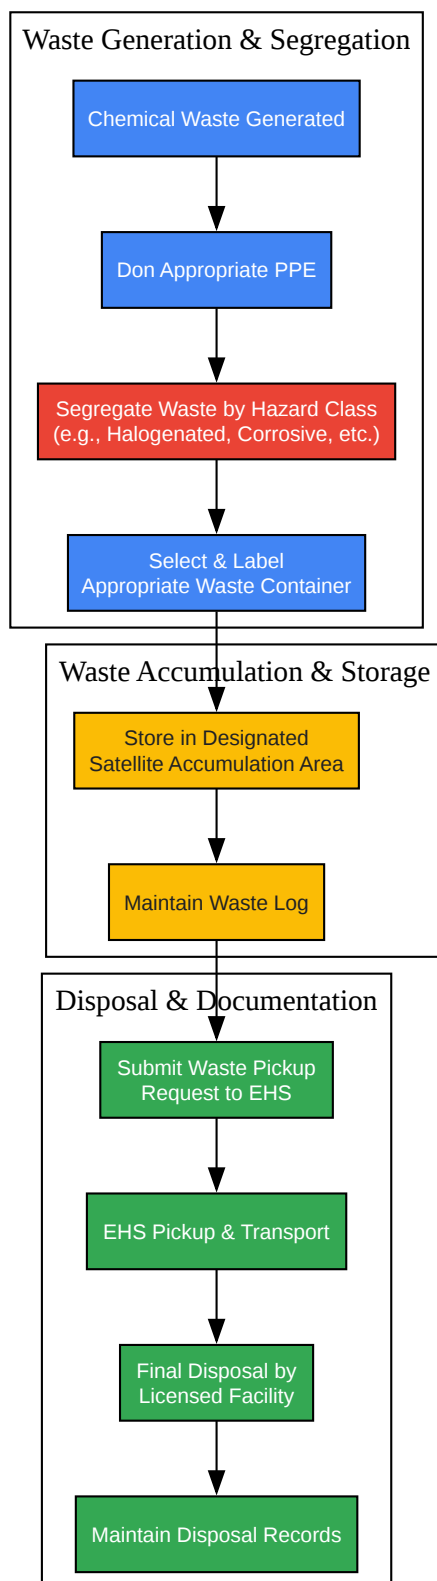 Waste Generation & Segregation
Chemical Waste Generated
Don Appropriate PPE
Segregate Waste by Hazard Class
(e.g., Halogenated, Corrosive, etc.)
Select & Label
Appropriate Waste Container
Waste Accumulation & Storage
Store in Designated
Satellite Accumulation Area
Maintain Waste Log
Disposal & Documentation
Submit Waste Pickup
Request to EHS
EHS Pickup & Transport
Final Disposal by
Licensed Facility
Maintain Disposal Records